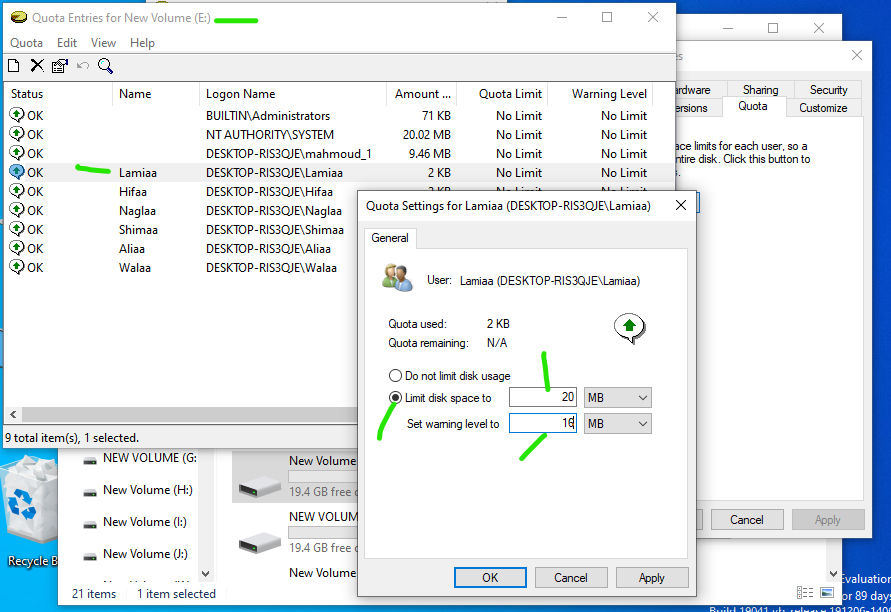 Quota Entries for New Volume (E:)
Quota Edit View Help
Status Name Logon Name Amount ... Quota Limit Warning Level
OK BUILTIN\Administrators 71 KB No Limit No Limit
OK NT AUTHORITY\SYSTEM 20.02 MB No Limit No Limit
OK DESKTOP-RIS3QJE\mahmoud_1 9.46 MB No Limit No Limit
OK Lamiaa DESKTOP-RIS3QJE\Lamiaa 2 KB No Limit No Limit
OK Hifaa DESKTOP-RIS3QJE\Hifaa 2 KB No Limit No Limit
OK Naglaa DESKTOP-RIS3QJE\Naglaa
OK Shimaa DESKTOP-RIS3QJE\Shimaa
OK Aliaa DESKTOP-RIS3QJE\Aliaa
OK Walaa DESKTOP-RIS3QJE\Walaa
9 total item(s), 1 selected.
Quota Settings for Lamiaa (DESKTOP-RIS3QJE\Lamiaa)
General
User: Lamiaa (DESKTOP-RIS3QJE\Lamiaa)
Quota used: 2 KB
Quota remaining: N/A
Do not limit disk usage
Limit disk space to 20 MB
Set warning level to 16 MB
OK Cancel Apply
es
ardware Sharing Security
ersions Quota Customize
ace limits for each user, so a
ntire disk. Click this button to
s.
Cancel Apply
NEW VOLUME (G:
New Volume (H:)
New Volume (I:)
New Volume (J:)
New Volume
19.4 GB free o
NEW VOLUM
19.4 GB free o
New Volume
21 items 1 item selected
Recycle B
Evaluation
or 89 days
Build 19041.vb_release.191206-1406